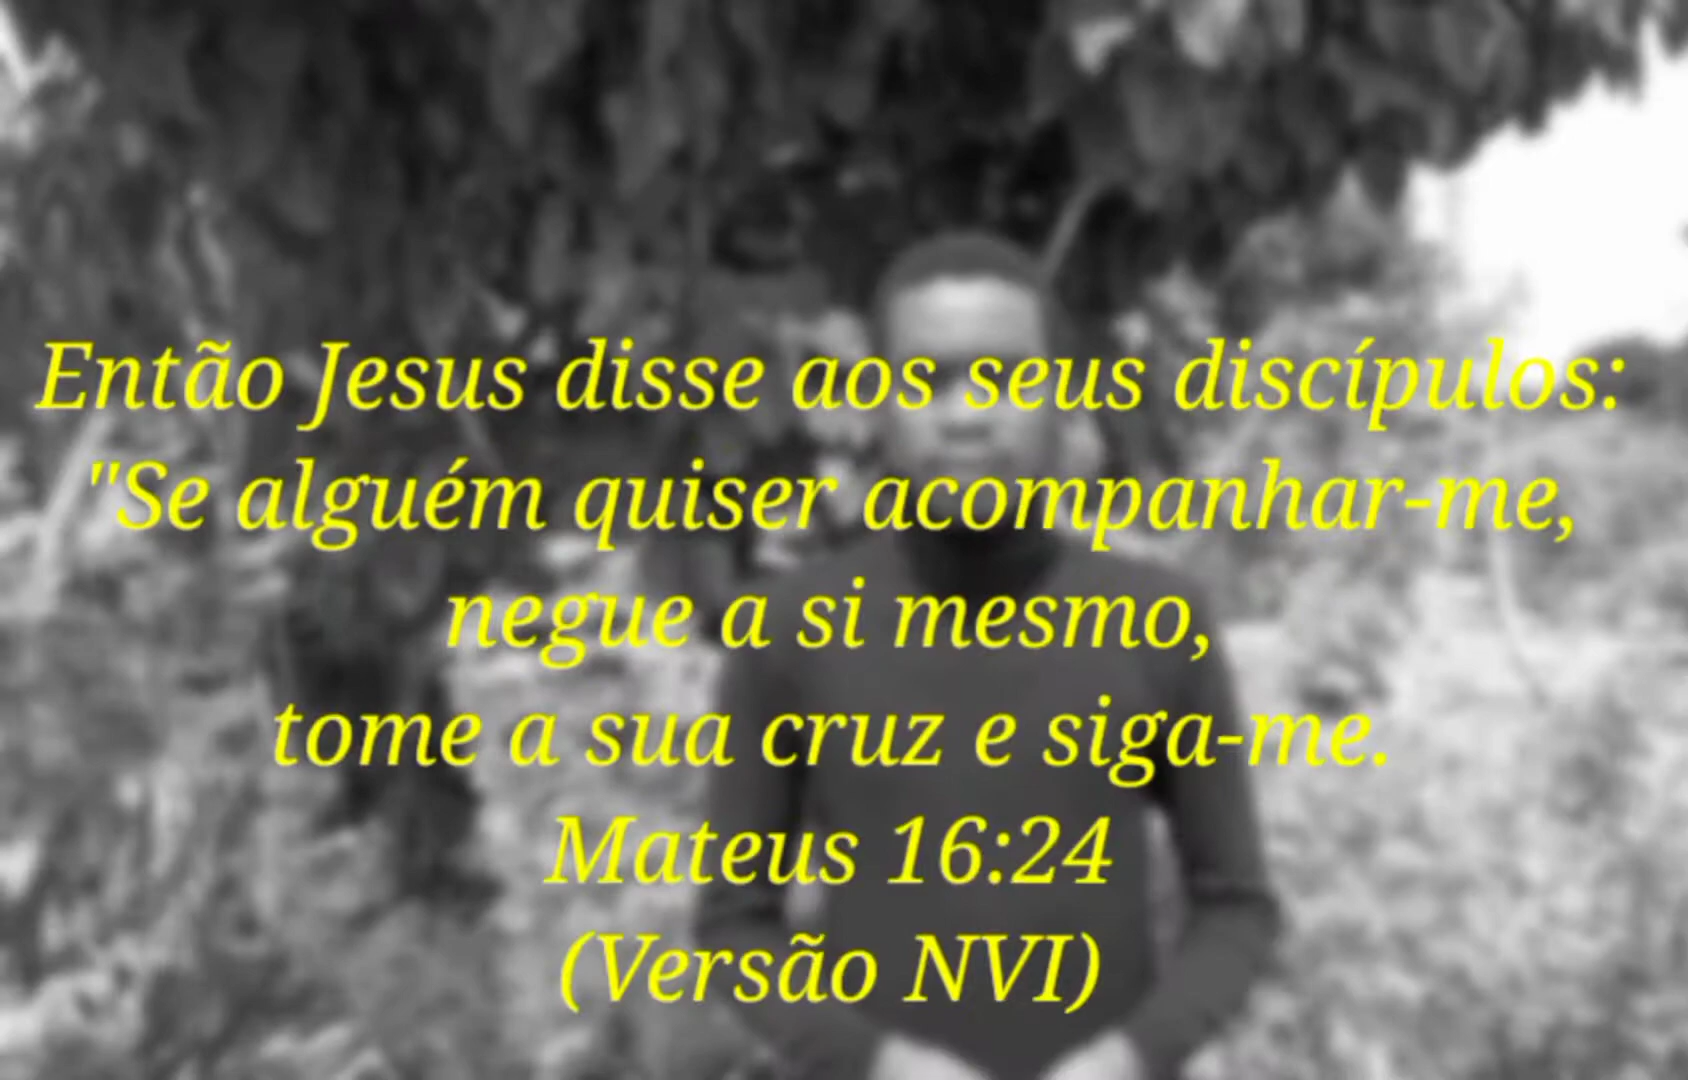 Então Jesus disse aos seus discípulos:
"Se alguém quiser acompanhar-me,
negue a si mesmo,
tome a sua cruz e siga-me.
Mateus 16:24
(Versão NVI)